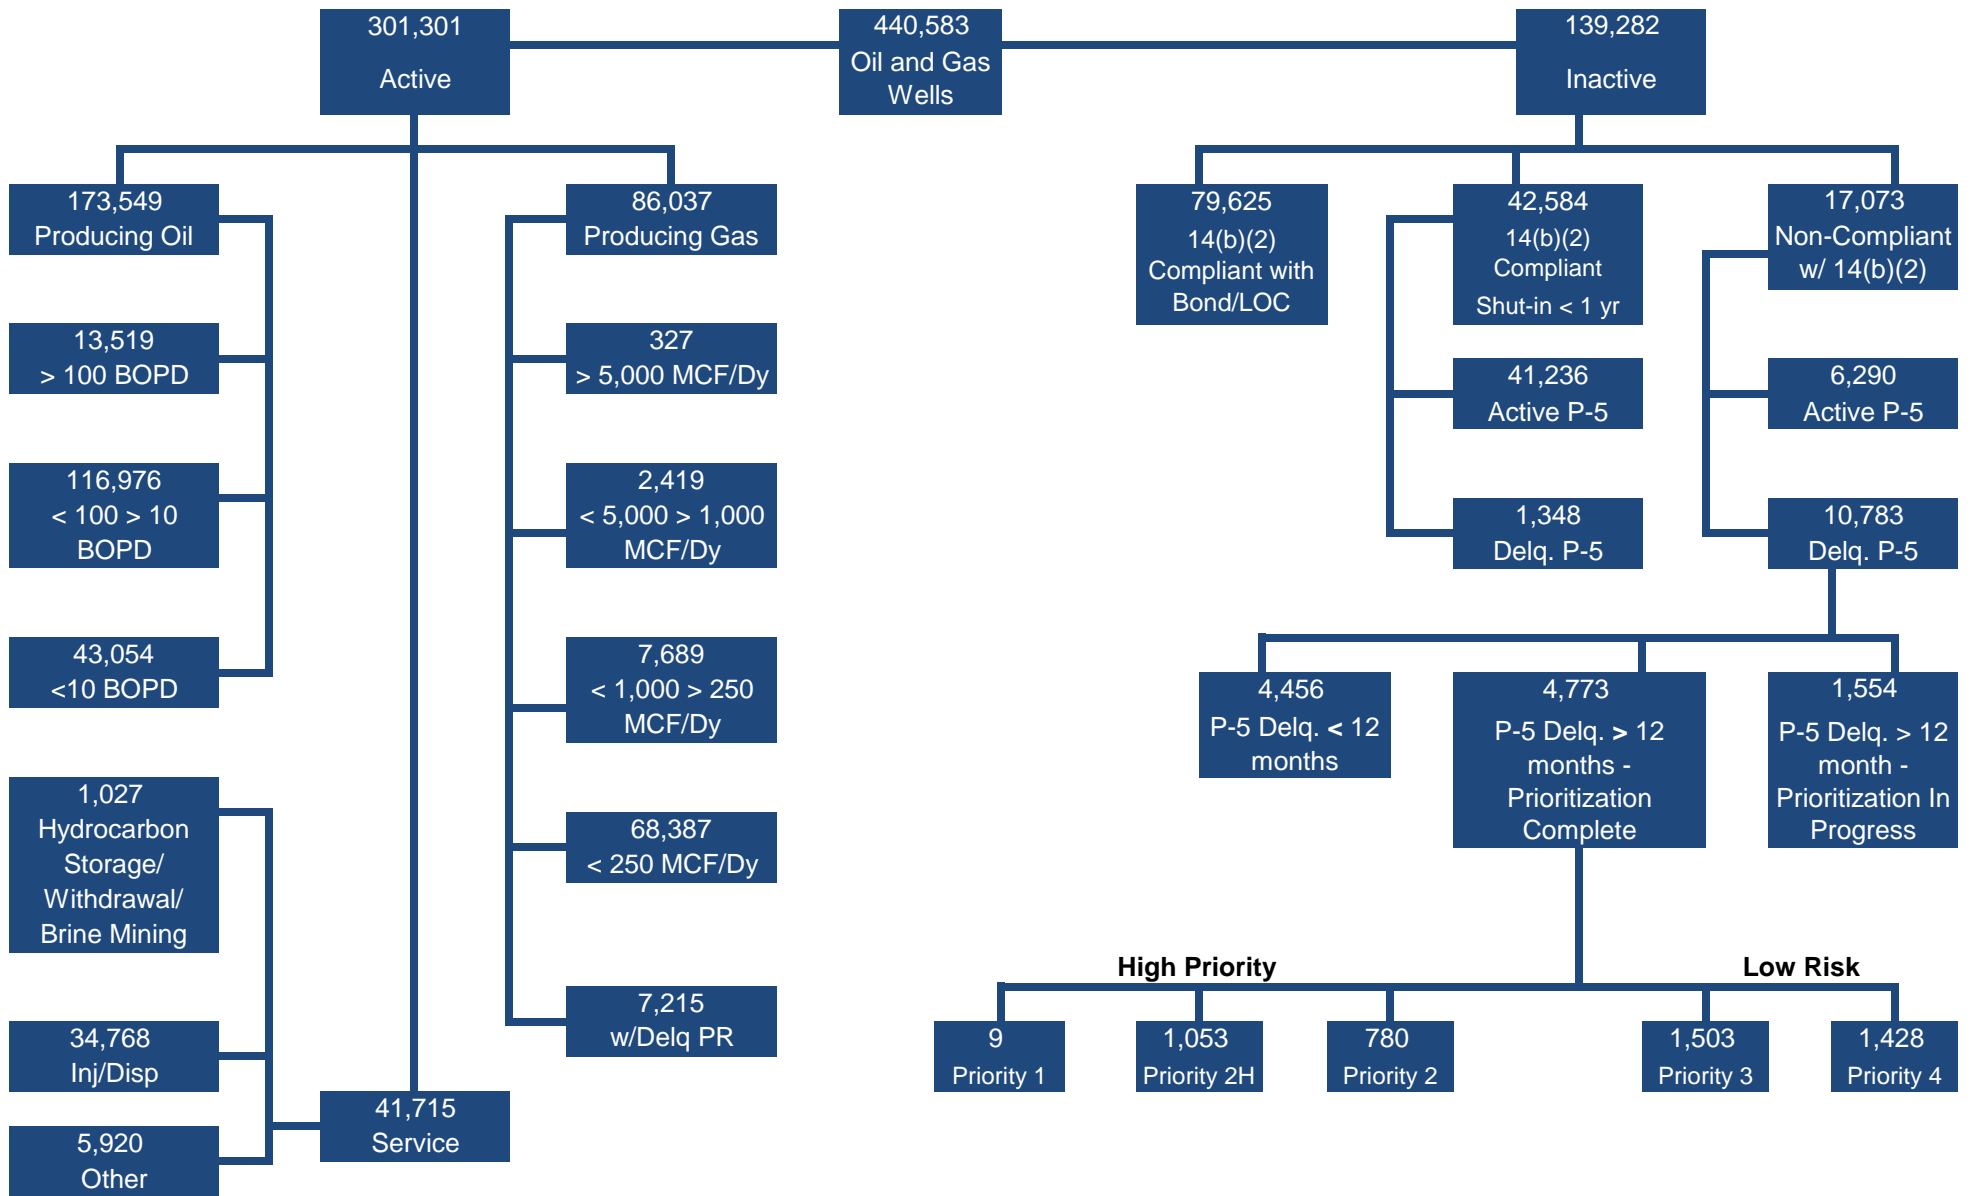 301,301
Active
440,583
Oil and Gas
Wells
139,282
Inactive
173,549
Producing Oil
13,519
> 100 BOPD
116,976
< 100 > 10
BOPD
43,054
<10 BOPD
86,037
Producing Gas
327
> 5,000 MCF/Dy
2,419
< 5,000 > 1,000
MCF/Dy
7,689
< 1,000 > 250
MCF/Dy
68,387
< 250 MCF/Dy
7,215
w/Delq PR
1,027
Hydrocarbon
Storage/
Withdrawal/
Brine Mining
34,768
Inj/Disp
5,920
Other
41,715
Service
79,625
14(b)(2)
Compliant with
Bond/LOC
42,584
14(b)(2)
Compliant
Shut-in < 1 yr
41,236
Active P-5
1,348
Delq. P-5
17,073
Non-Compliant
w/ 14(b)(2)
6,290
Active P-5
10,783
Delq. P-5
4,456
P-5 Delq. < 12
months
4,773
P-5 Delq. > 12
months -
Prioritization
Complete
1,554
P-5 Delq. > 12
month -
Prioritization In
Progress
High Priority
Low Risk
9
Priority 1
1,053
Priority 2H
780
Priority 2
1,503
Priority 3
1,428
Priority 4